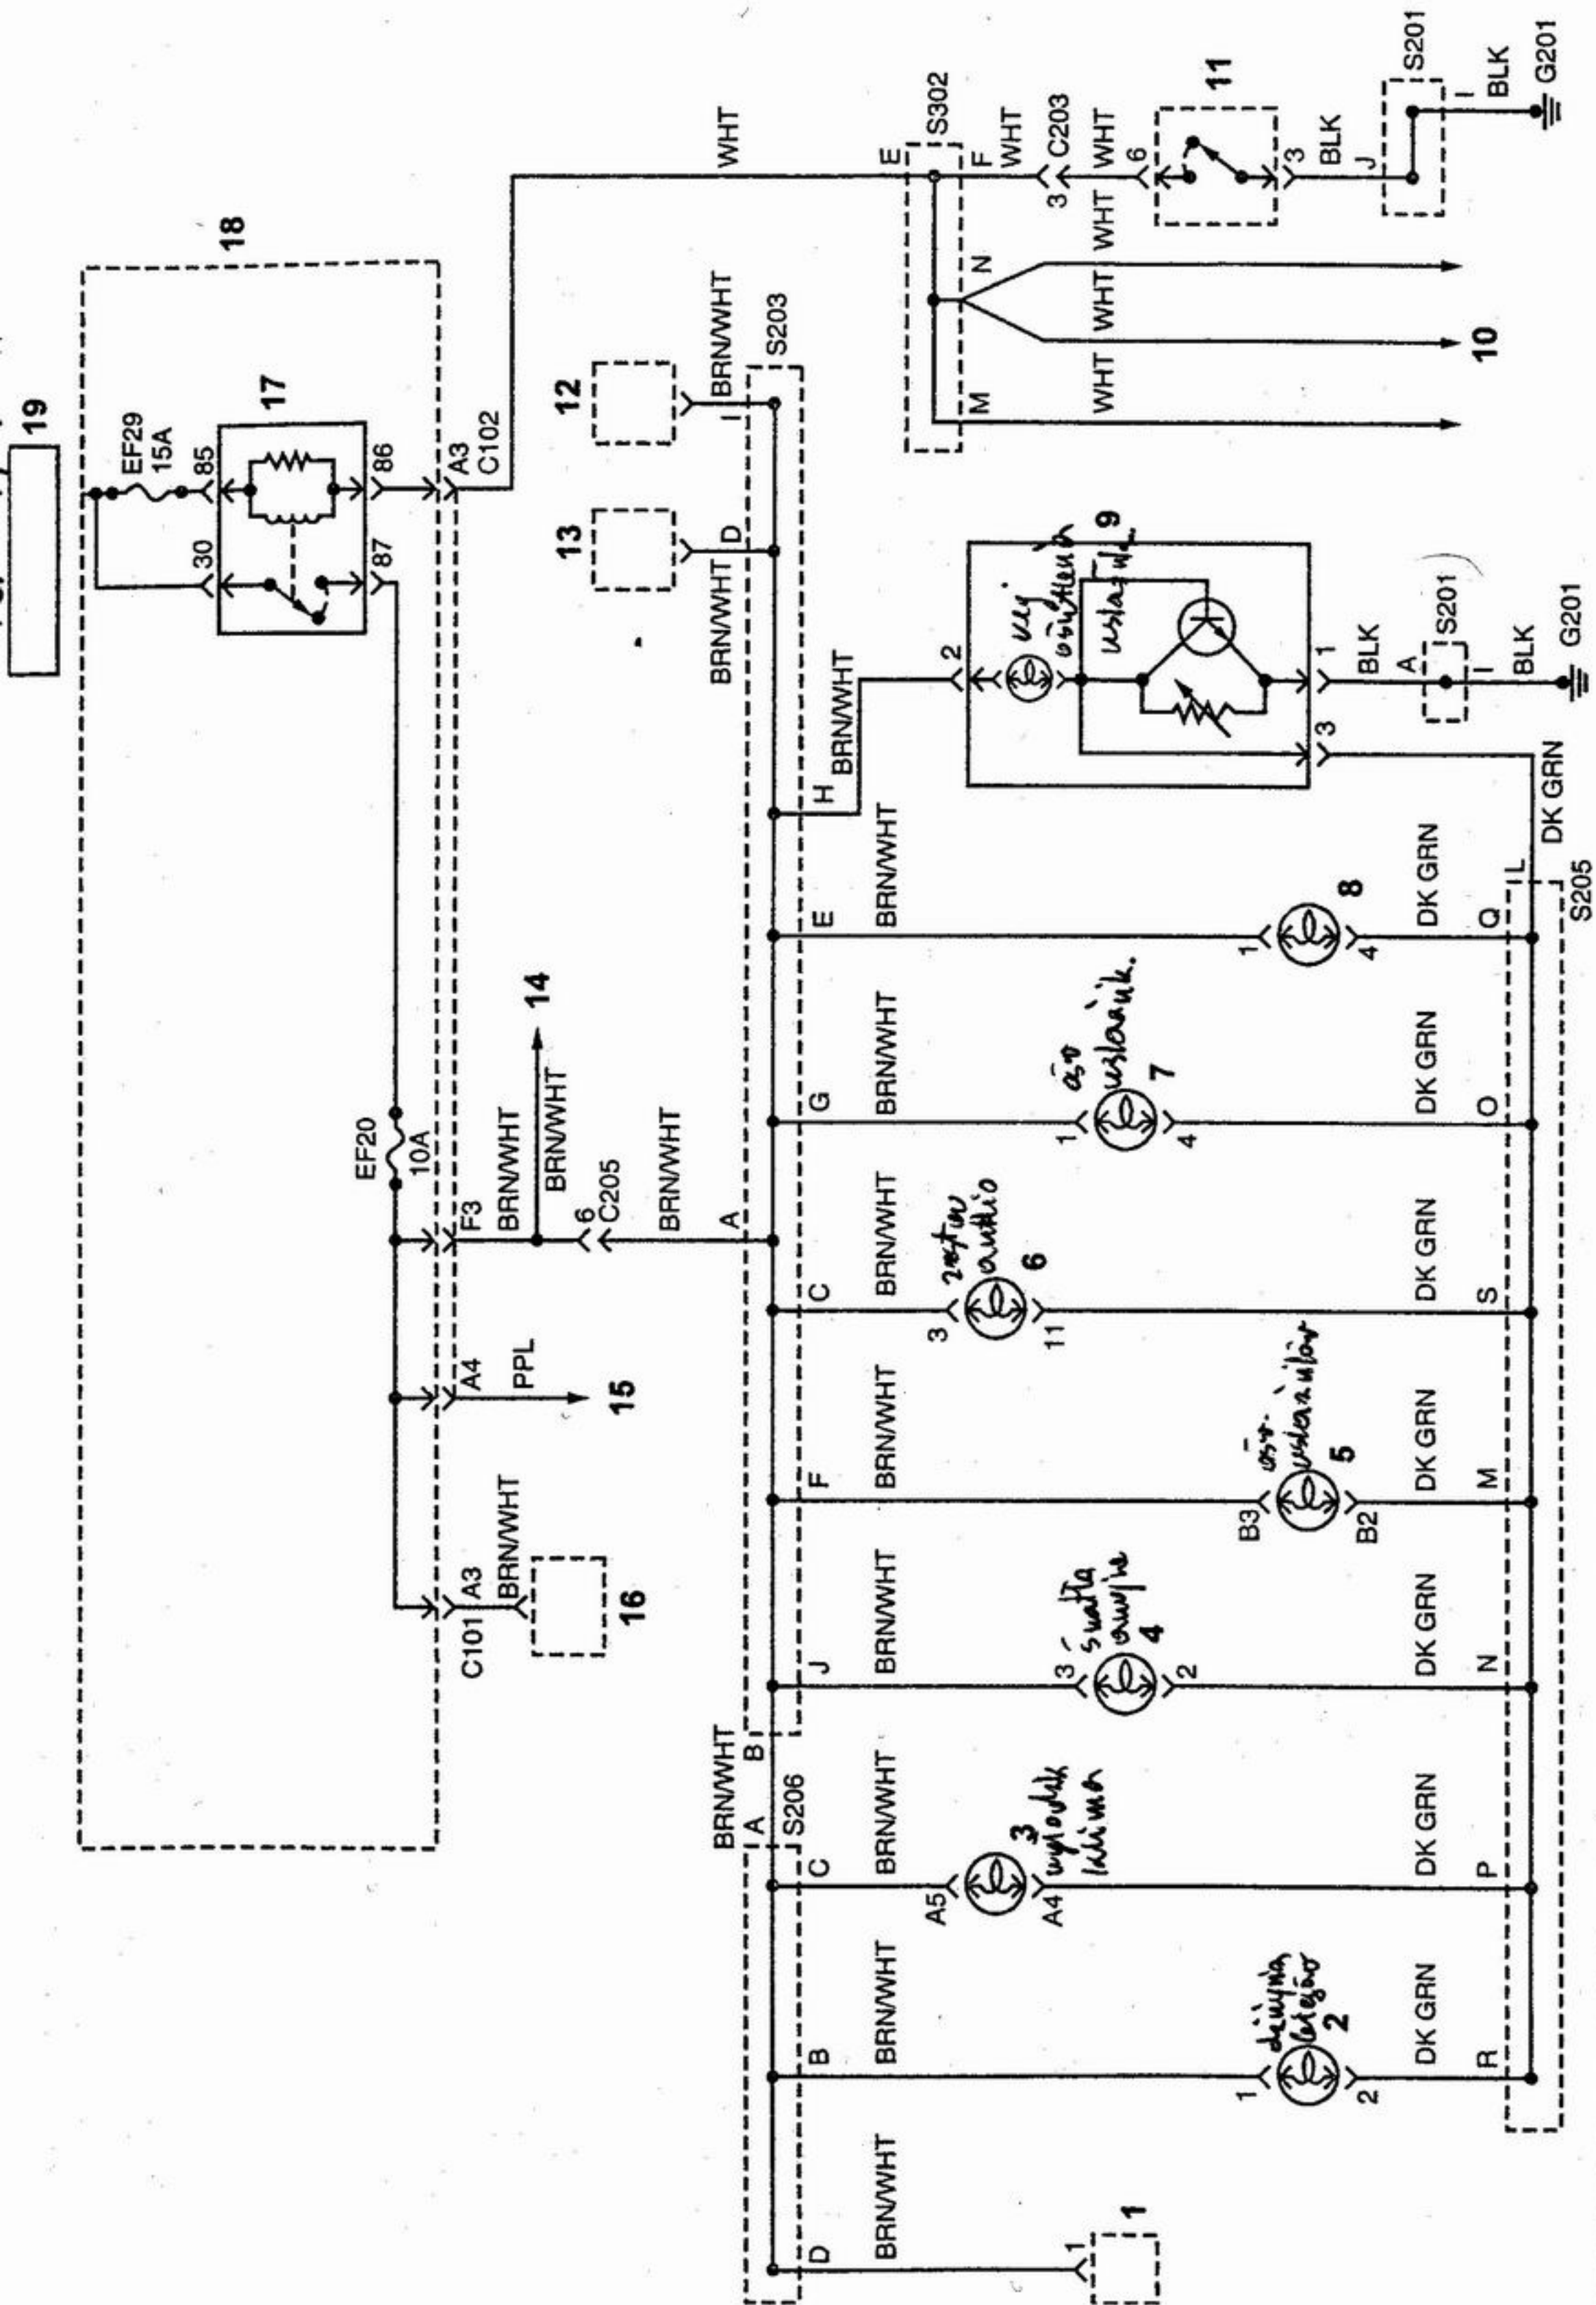 19
18
EF29
15A
17
30
85
87
86
A3
C102
EF20
10A
F3
BRN/WHT
14
BRN/WHT
6
C205
BRN/WHT
A
A4
PPL
15
C101
A3
BRN/WHT
16
WHT
12
BRN/WHT
I
13
BRN/WHT
D
S203
E
S302
F
WHT
3
C203
WHT
6
11
3
BLK
J
S201
I
BLK
G201
N
WHT
WHT
M
WHT
10
BRN/WHT
B
A
S206
D
BRN/WHT
1
1
B
BRN/WHT
1
2
2
DK GRN
R
C
BRN/WHT
A5
3
A4
DK GRN
P
J
BRN/WHT
3
4
2
DK GRN
N
F
BRN/WHT
B3
5
B2
DK GRN
M
C
BRN/WHT
3
audio
6
11
DK GRN
S
G
BRN/WHT
1
7
4
DK GRN
O
E
BRN/WHT
1
8
4
DK GRN
Q
H
BRN/WHT
2
9
1
BLK
A
S201
I
BLK
G201
3
DK GRN
L
S205